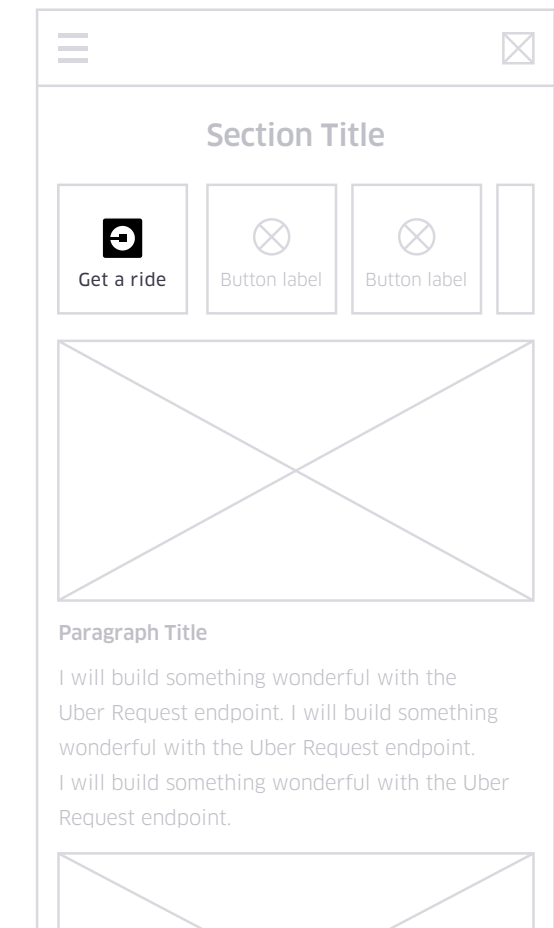 Section Title
Get a ride
Button label
Button label
Paragraph Title
I will build something wonderful with the
Uber Request endpoint. I will build something
wonderful with the Uber Request endpoint.
I will build something wonderful with the Uber
Request endpoint.